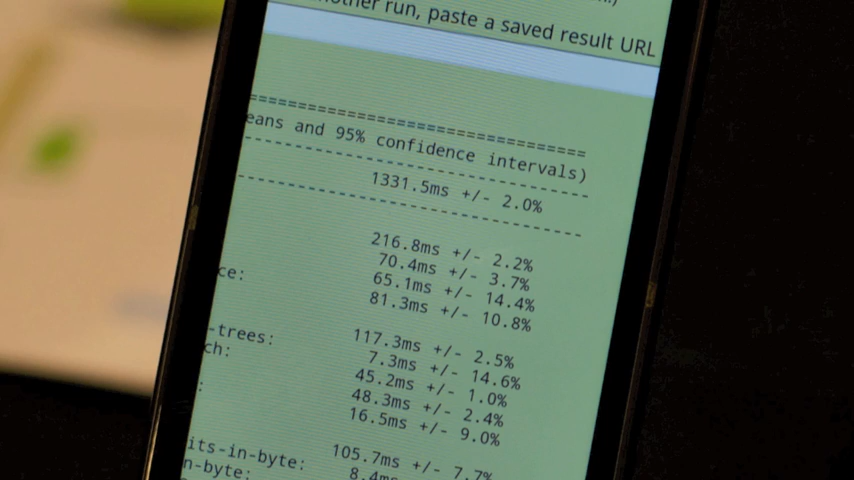 another run, paste a saved result URL
============================================
eans and 95% confidence intervals)
--------------------------------------------
1331.5ms +/- 2.0%
--------------------------------------------
216.8ms +/- 2.2%
70.4ms +/- 3.7%
ce: 65.1ms +/- 14.4%
81.3ms +/- 10.8%
-trees: 117.3ms +/- 2.5%
ch: 7.3ms +/- 14.6%
45.2ms +/- 1.0%
: 48.3ms +/- 2.4%
16.5ms +/- 9.0%
its-in-byte: 105.7ms +/- 7.7%
n-byte: 8.4ms